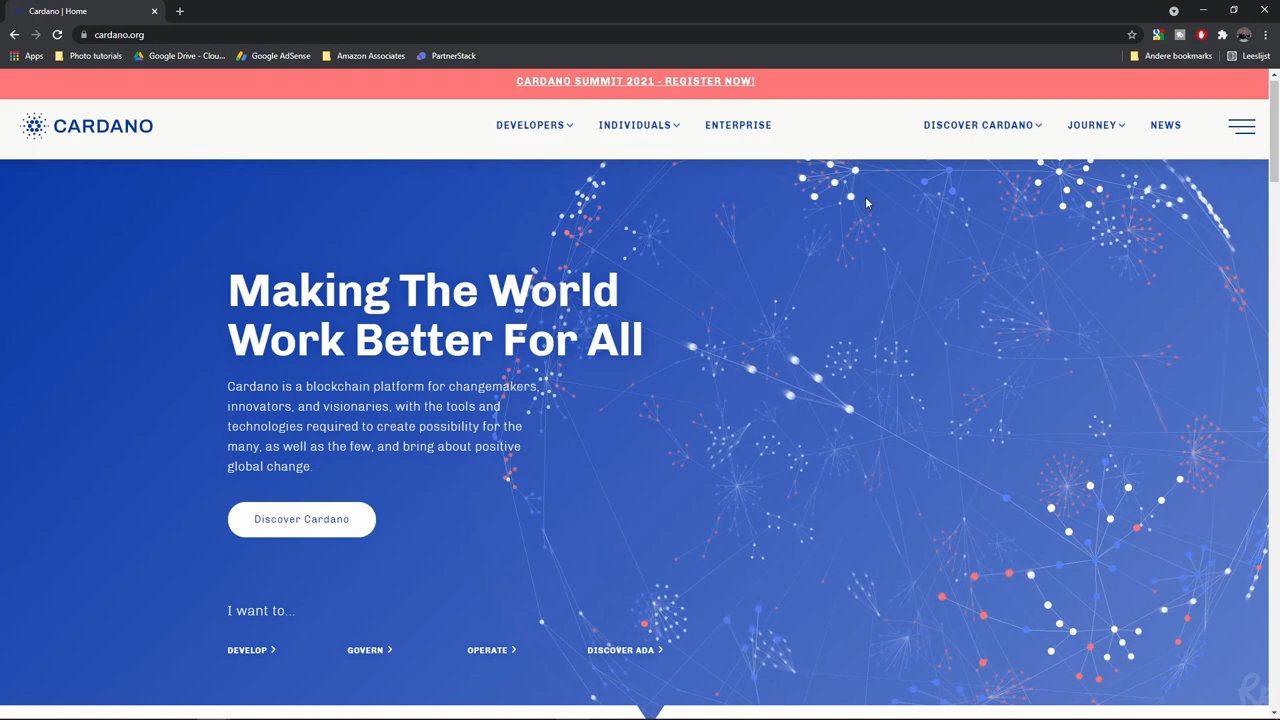 Cardano | Home
cardano.org
Apps
Photo tutorials
Google Drive - Clou...
Google AdSense
Amazon Associates
PartnerStack
Andere bookmarks
Leeslijst
CARDANO SUMMIT 2021 - REGISTER NOW!
CARDANO
DEVELOPERS
INDIVIDUALS
ENTERPRISE
DISCOVER CARDANO
JOURNEY
NEWS
Making The World
Work Better For All
Cardano is a blockchain platform for changemakers,
innovators, and visionaries, with the tools and
technologies required to create possibility for the
many, as well as the few, and bring about positive
global change.
Discover Cardano
I want to...
DEVELOP
GOVERN
OPERATE
DISCOVER ADA